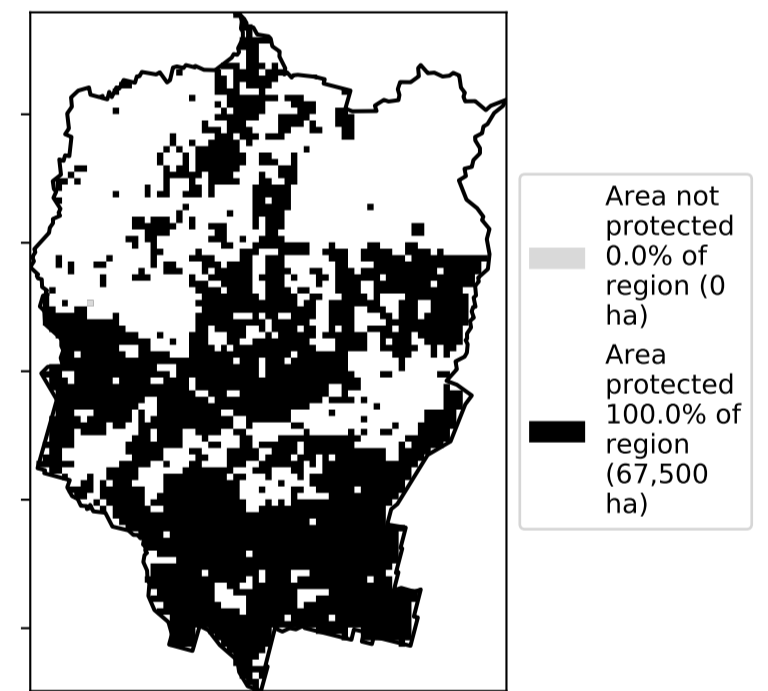 Area not
protected
0.0% of
region (0
ha)
Area
protected
100.0% of
region
(67,500
ha)